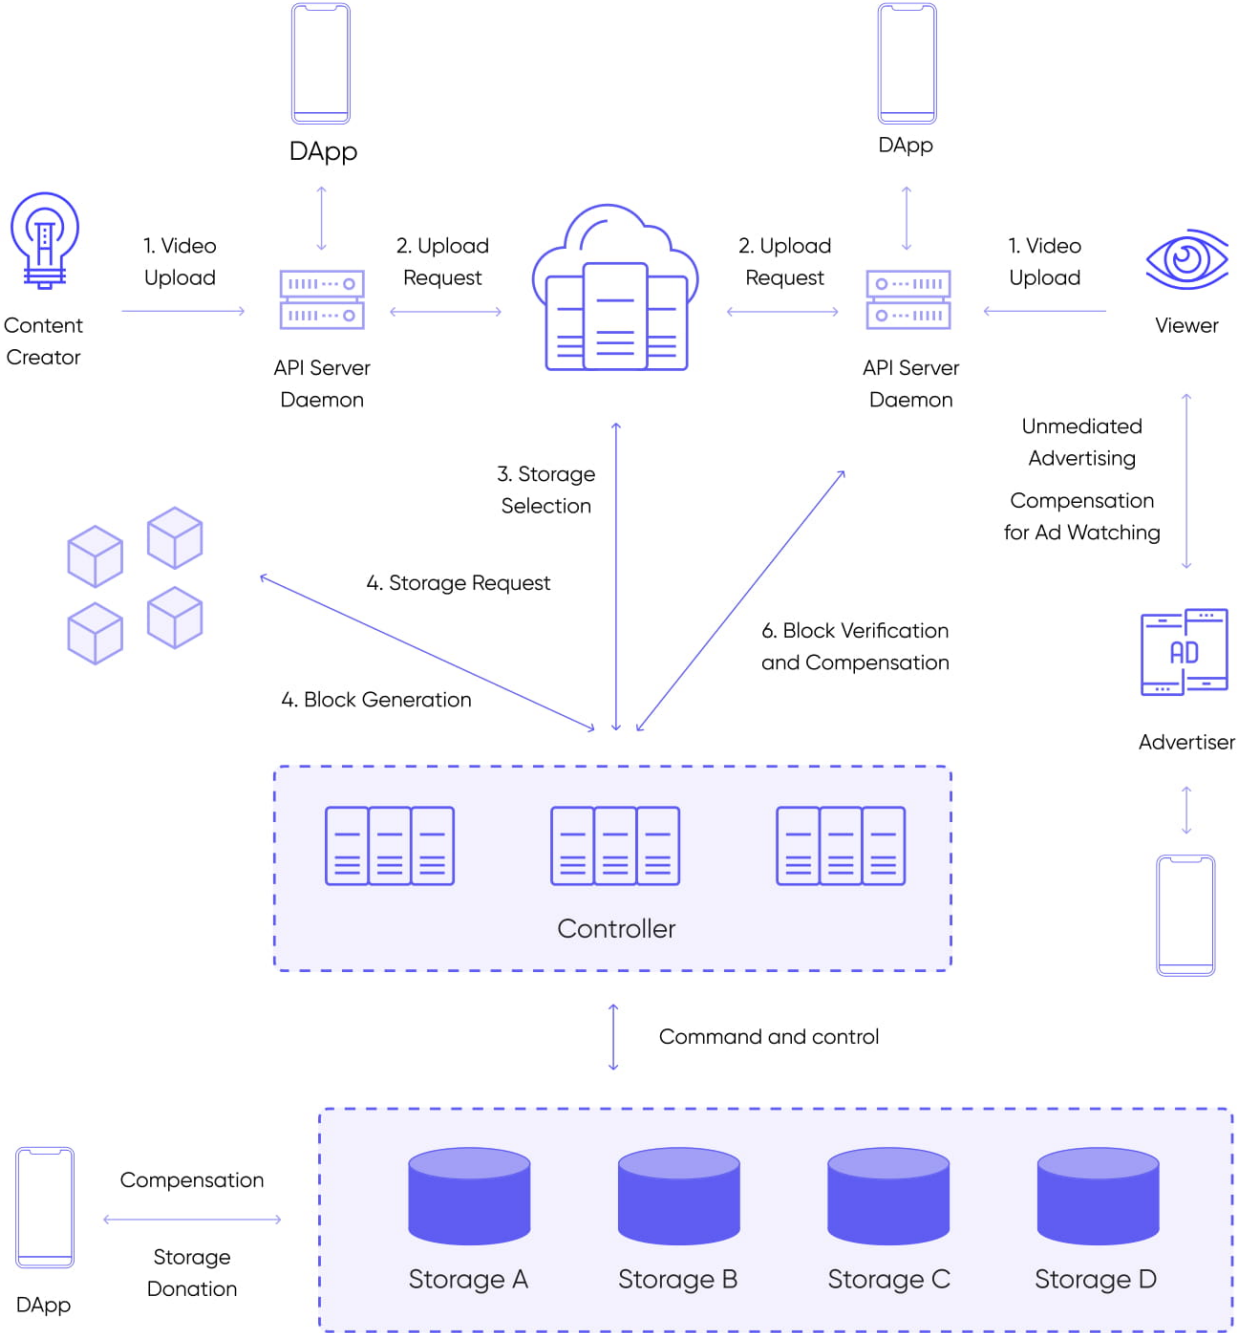 DApp
DApp
1. Video
Upload
2. Upload
Request
2. Upload
Request
1. Video
Upload
Content
Creator
API Server
Daemon
API Server
Daemon
Viewer
Unmediated
Advertising
Compensation
for Ad Watching
3. Storage
Selection
4. Storage Request
6. Block Verification
and Compensation
4. Block Generation
AD
Advertiser
Controller
Command and control
Compensation
Storage
Donation
DApp
Storage A
Storage B
Storage C
Storage D